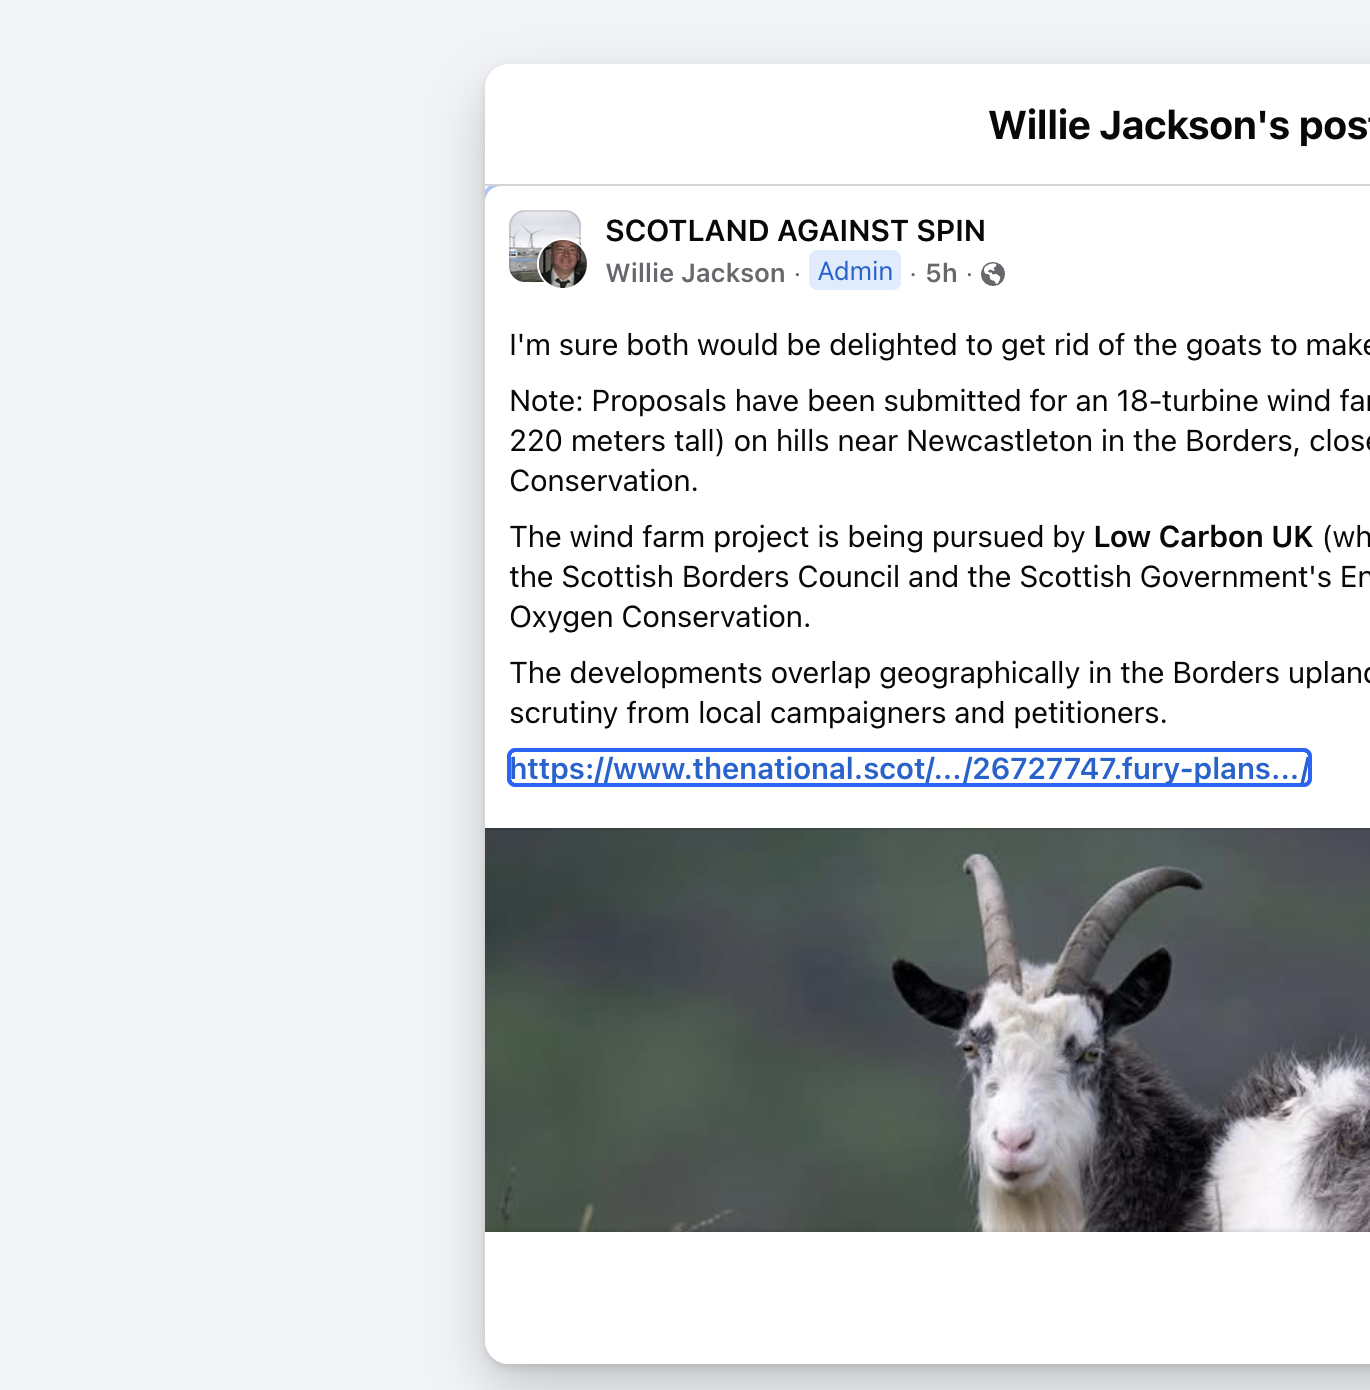 Willie Jackson's pos
SCOTLAND AGAINST SPIN
Willie Jackson · Admin · 5h ·
I'm sure both would be delighted to get rid of the goats to make
Note: Proposals have been submitted for an 18-turbine wind fa
220 meters tall) on hills near Newcastleton in the Borders, close
Conservation.
The wind farm project is being pursued by Low Carbon UK (wh
the Scottish Borders Council and the Scottish Government's En
Oxygen Conservation.
The developments overlap geographically in the Borders upland
scrutiny from local campaigners and petitioners.
https://www.thenational.scot/.../26727747.fury-plans.../